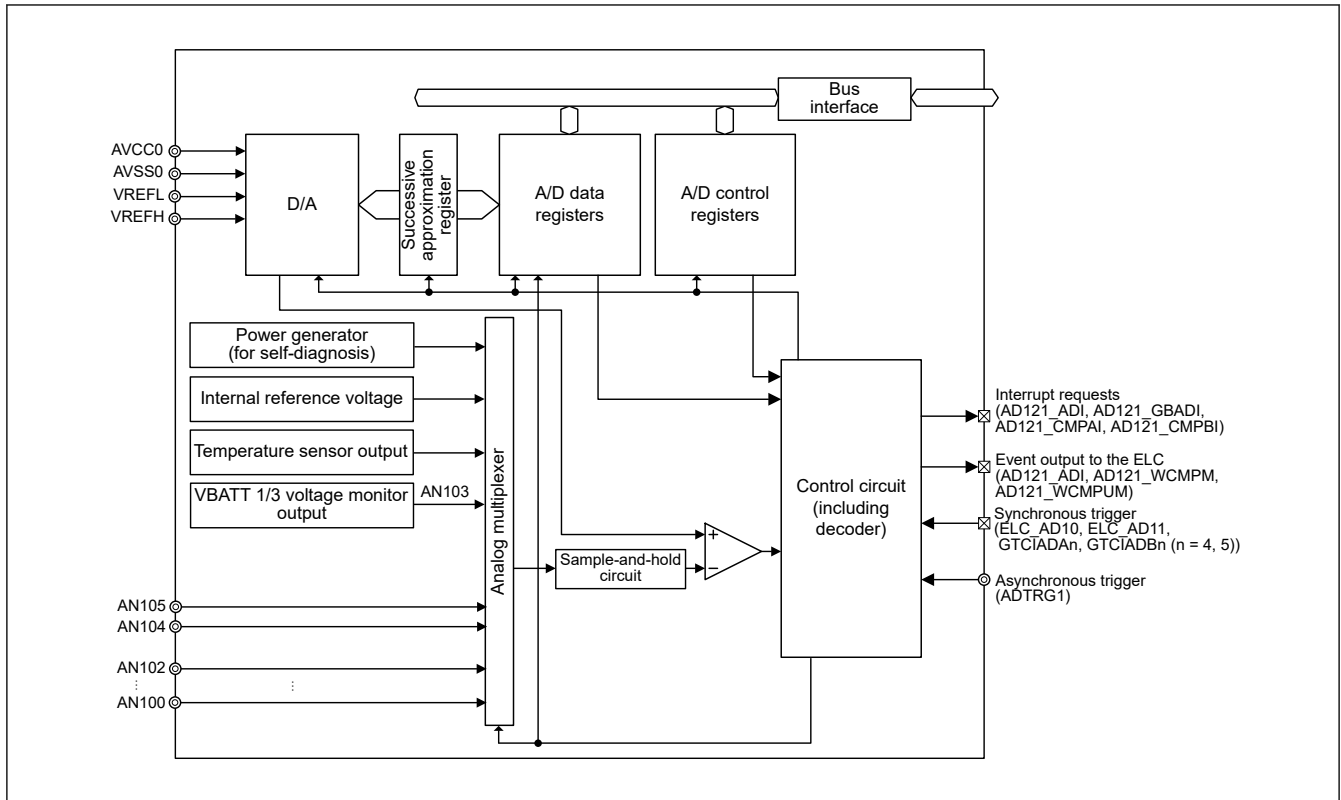 Bus
interface
AVCC0
AVSS0
VREFL
VREFH
D/A
Successive
approximation
register
A/D data
registers
A/D control
registers
Power generator
(for self-diagnosis)
Internal reference voltage
Temperature sensor output
VBATT 1/3 voltage monitor
output
AN103
Analog multiplexer
Sample-and-hold
circuit
+
−
Control circuit
(including
decoder)
Interrupt requests
(AD121_ADI, AD121_GBADI,
AD121_CMPAI, AD121_CMPBI)
Event output to the ELC
(AD121_ADI, AD121_WCMPM,
AD121_WCMPUM)
Synchronous trigger
(ELC_AD10, ELC_AD11,
GTCIADAn, GTCIADBn (n = 4, 5))
Asynchronous trigger
(ADTRG1)
AN105
AN104
AN102
AN100